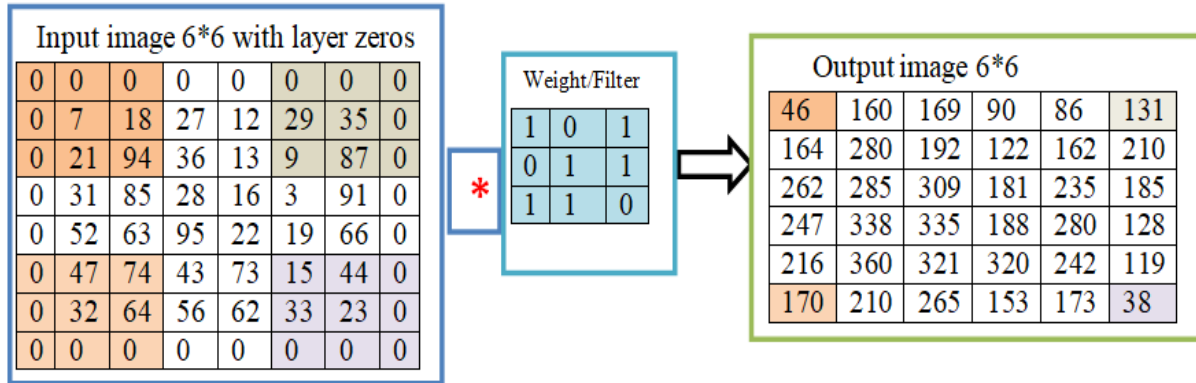 Input image 6*6 with layer zeros
0 0 0 0 0 0 0 0
0 7 18 27 12 29 35 0
0 21 94 36 13 9 87 0
0 31 85 28 16 3 91 0
0 52 63 95 22 19 66 0
0 47 74 43 73 15 44 0
0 32 64 56 62 33 23 0
0 0 0 0 0 0 0 0
*
Weight/Filter
1 0 1
0 1 1
1 1 0
Output image 6*6
46 160 169 90 86 131
164 280 192 122 162 210
262 285 309 181 235 185
247 338 335 188 280 128
216 360 321 320 242 119
170 210 265 153 173 38